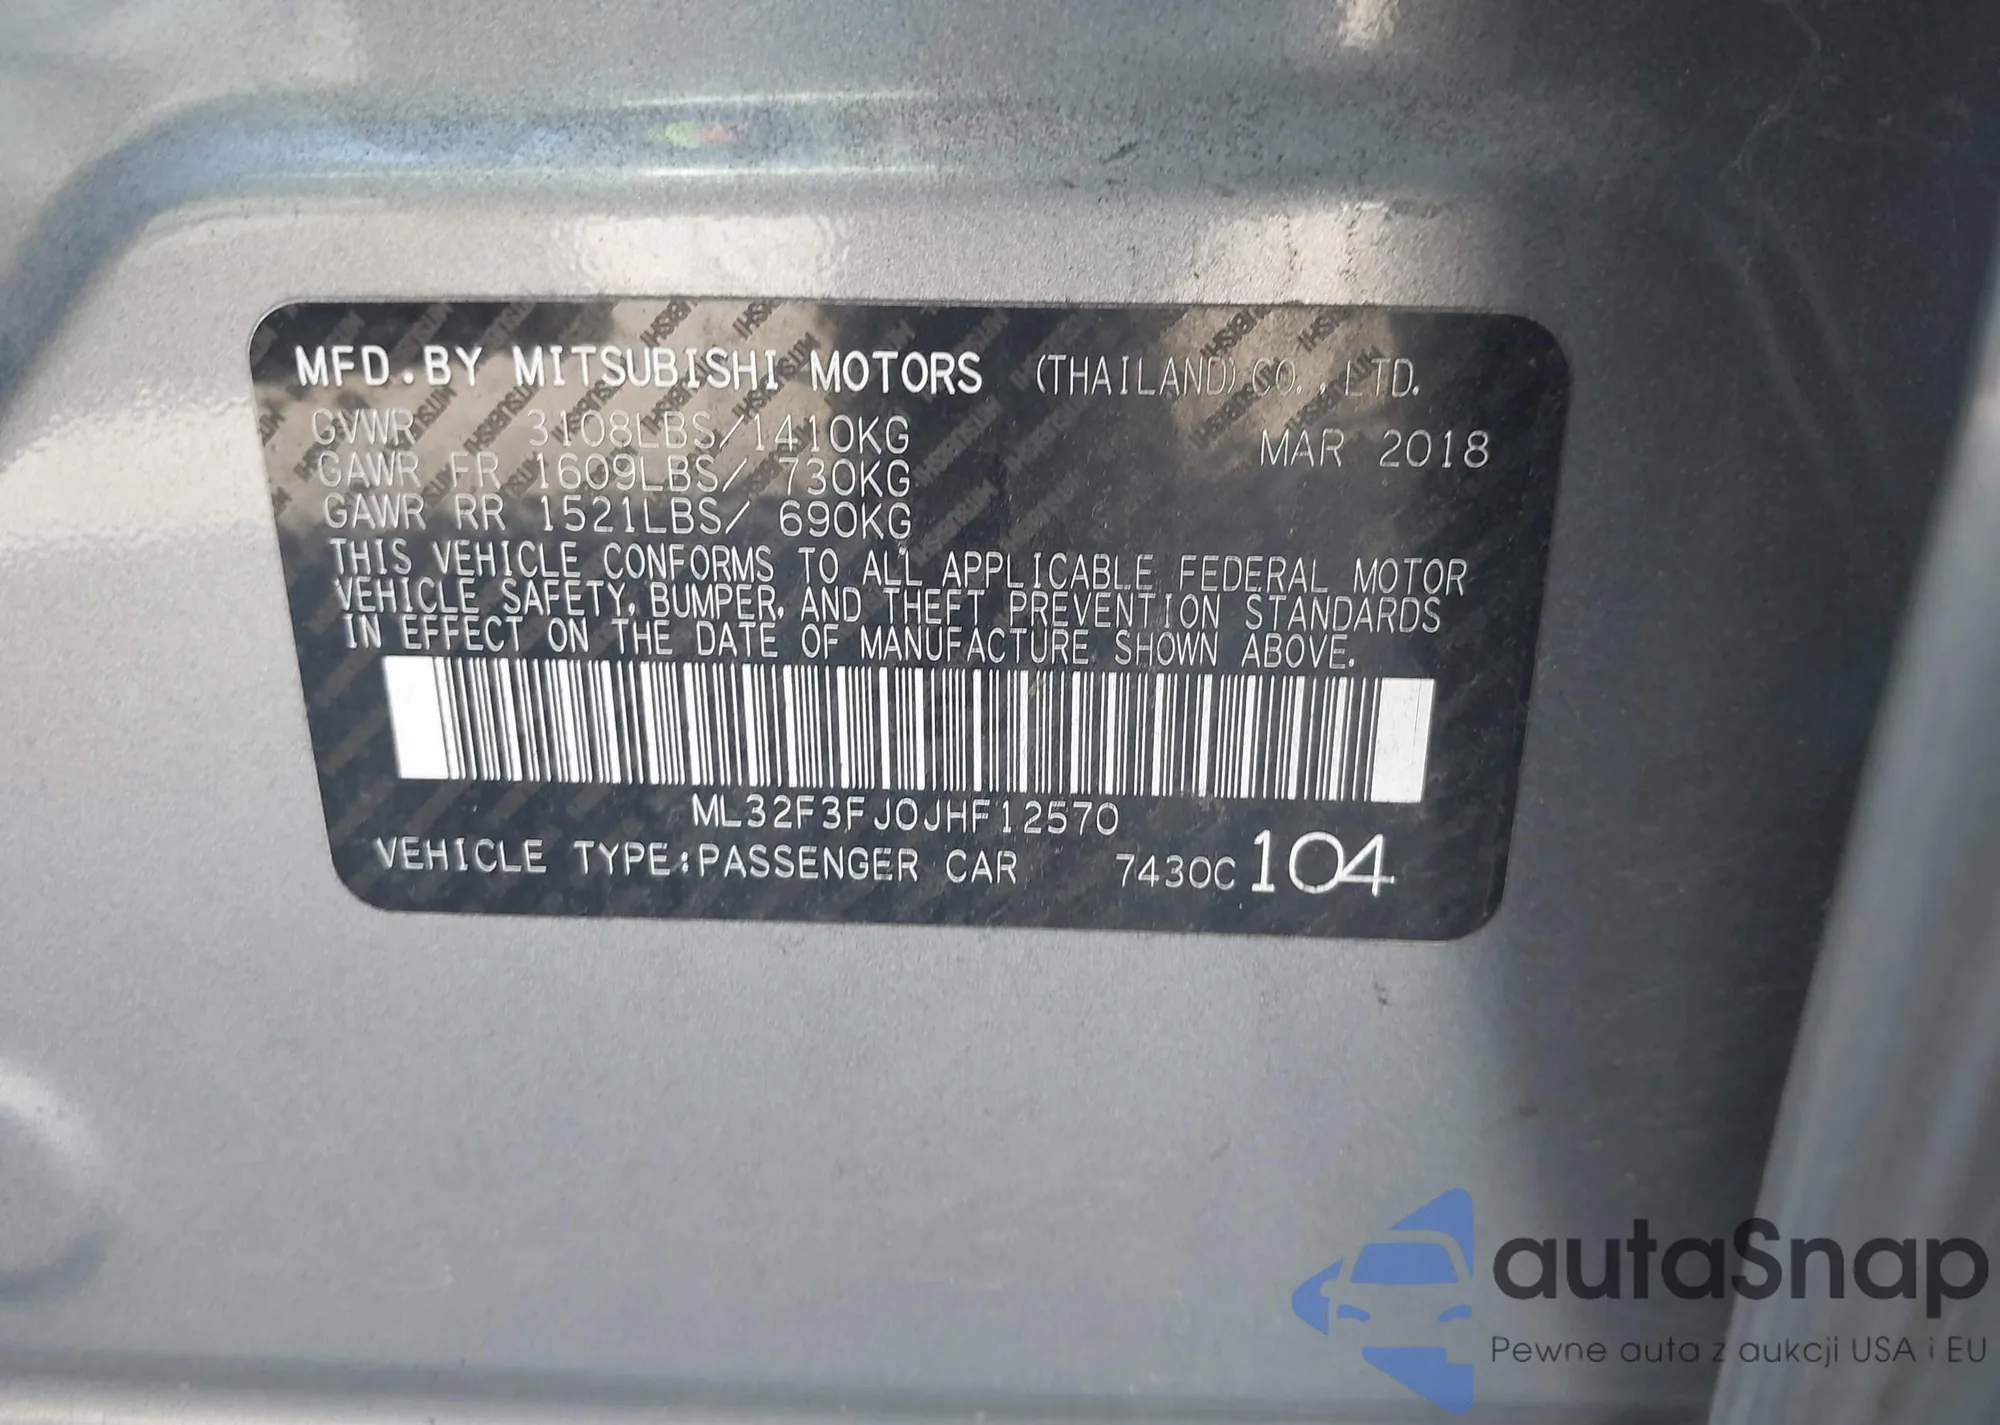 MFD.BY MITSUBISHI MOTORS (THAILAND) CO., LTD.
GVWR 3108LBS/1410KG MAR 2018
GAWR FR 1609LBS/ 730KG
GAWR RR 1521LBS/ 690KG
THIS VEHICLE CONFORMS TO ALL APPLICABLE FEDERAL MOTOR
VEHICLE SAFETY, BUMPER, AND THEFT PREVENTION STANDARDS
IN EFFECT ON THE DATE OF MANUFACTURE SHOWN ABOVE.
ML32F3FJ0JHF12570
VEHICLE TYPE:PASSENGER CAR 7430C 104
autaSnap
Pewne auta z aukcji USA i EU